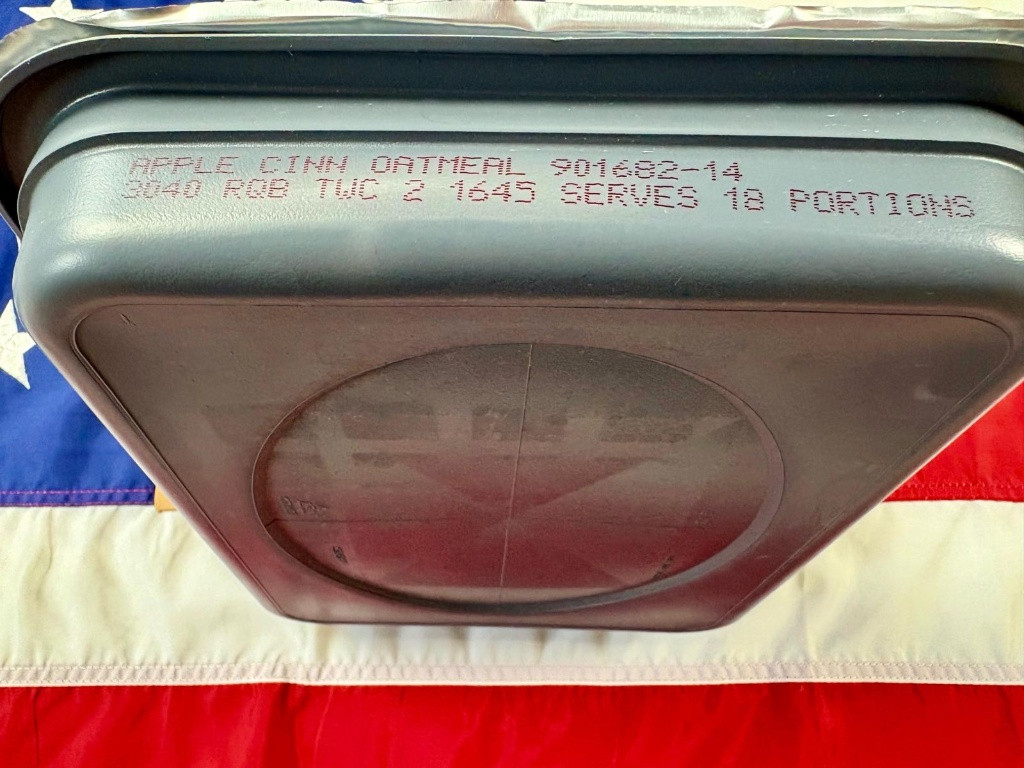 APPLE CINN OATMEAL 901682-14
3040 RQB TWC 2 1645 SERVES 18 PORTIONS